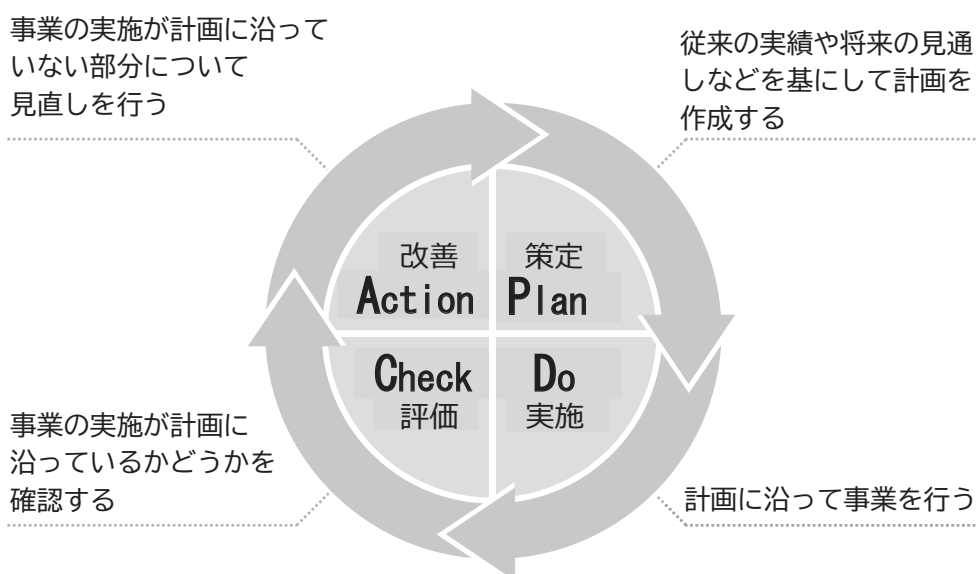 事業の実施が計画に沿って
いない部分について
見直しを行う
従来の実績や将来の見通
しなどを基にして計画を
作成する
改善
Action
策定
Plan
Check
評価
Do
実施
事業の実施が計画に
沿っているかどうかを
確認する
計画に沿って事業を行う